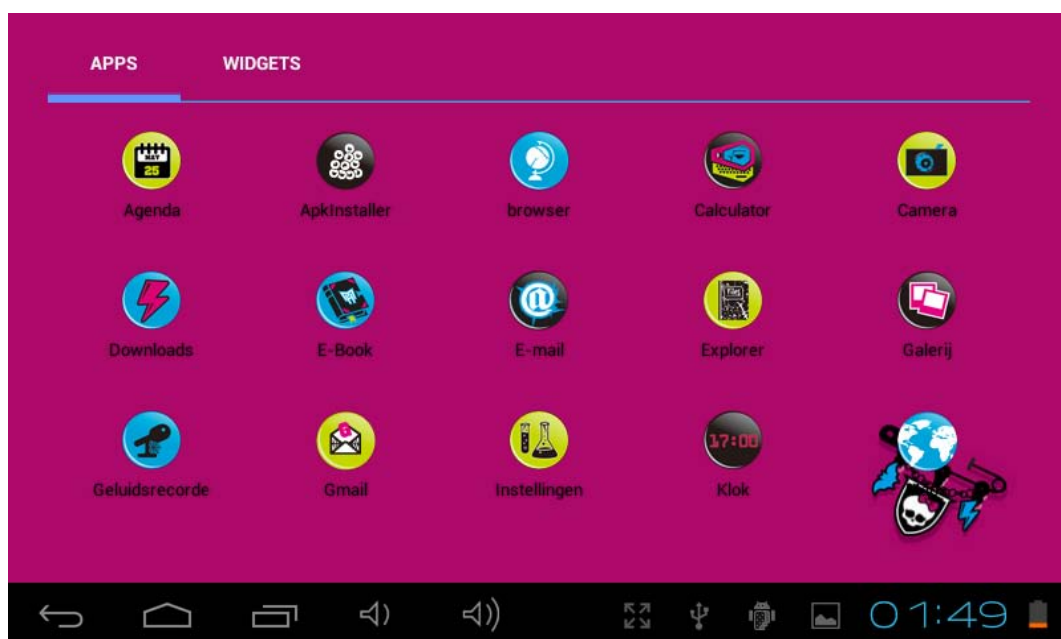 APPS WIDGETS
MAY
25
Agenda ApkInstaller browser Calculator Camera
@ Files
Downloads E-Book E-mail Explorer Galerij
17:00
Geluidsrecorde Gmail Instellingen Klok
01:49